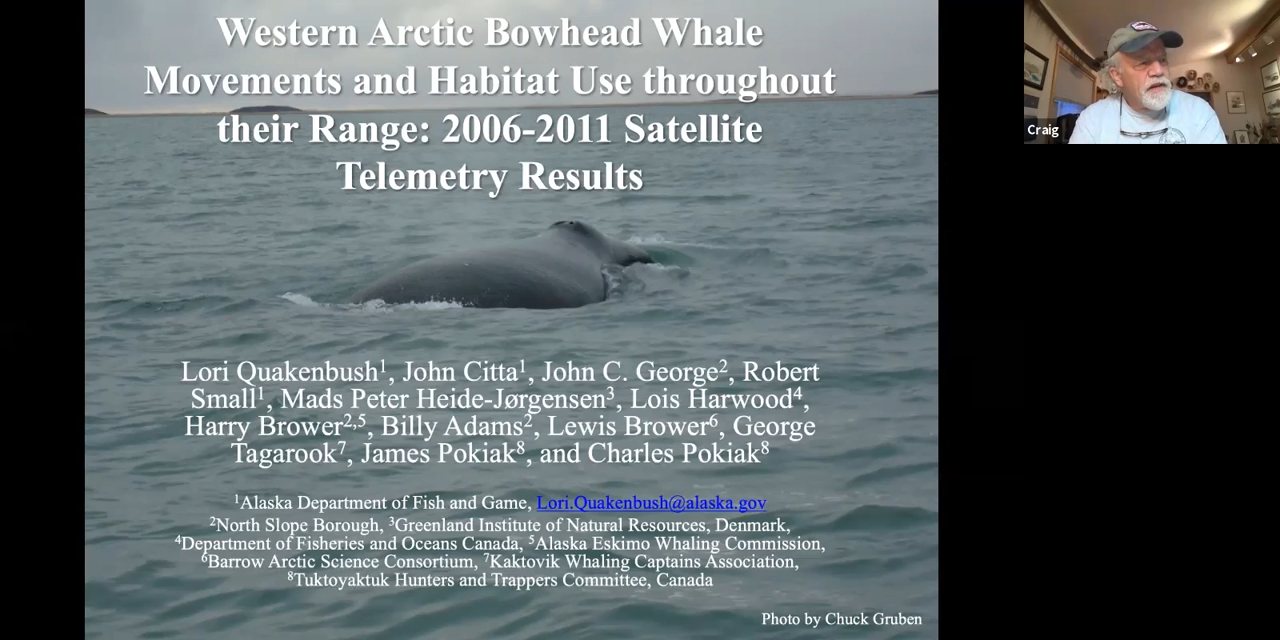 Western Arctic Bowhead Whale
Movements and Habitat Use throughout
their Range: 2006-2011 Satellite
Telemetry Results
Lori Quakenbush¹, John Citta¹, John C. George², Robert
Small¹, Mads Peter Heide-Jørgensen³, Lois Harwood⁴,
Harry Brower²,⁵, Billy Adams², Lewis Brower⁶, George
Tagarook⁷, James Pokiak⁸, and Charles Pokiak⁸
¹Alaska Department of Fish and Game, Lori.Quakenbush@alaska.gov
²North Slope Borough, ³Greenland Institute of Natural Resources, Denmark,
⁴Department of Fisheries and Oceans Canada, ⁵Alaska Eskimo Whaling Commission,
⁶Barrow Arctic Science Consortium, ⁷Kaktovik Whaling Captains Association,
⁸Tuktoyaktuk Hunters and Trappers Committee, Canada
Photo by Chuck Gruben
Craig